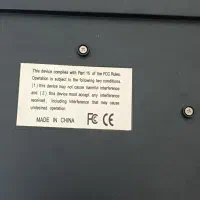 This device complies with Part 15 of the FCC Rules.
Operation is subject to the following two conditions:
(1) this device may not cause harmful interference
and (2) this device must accept any interference
received, including interference that may cause
undesired operation.
MADE IN CHINA FC CE